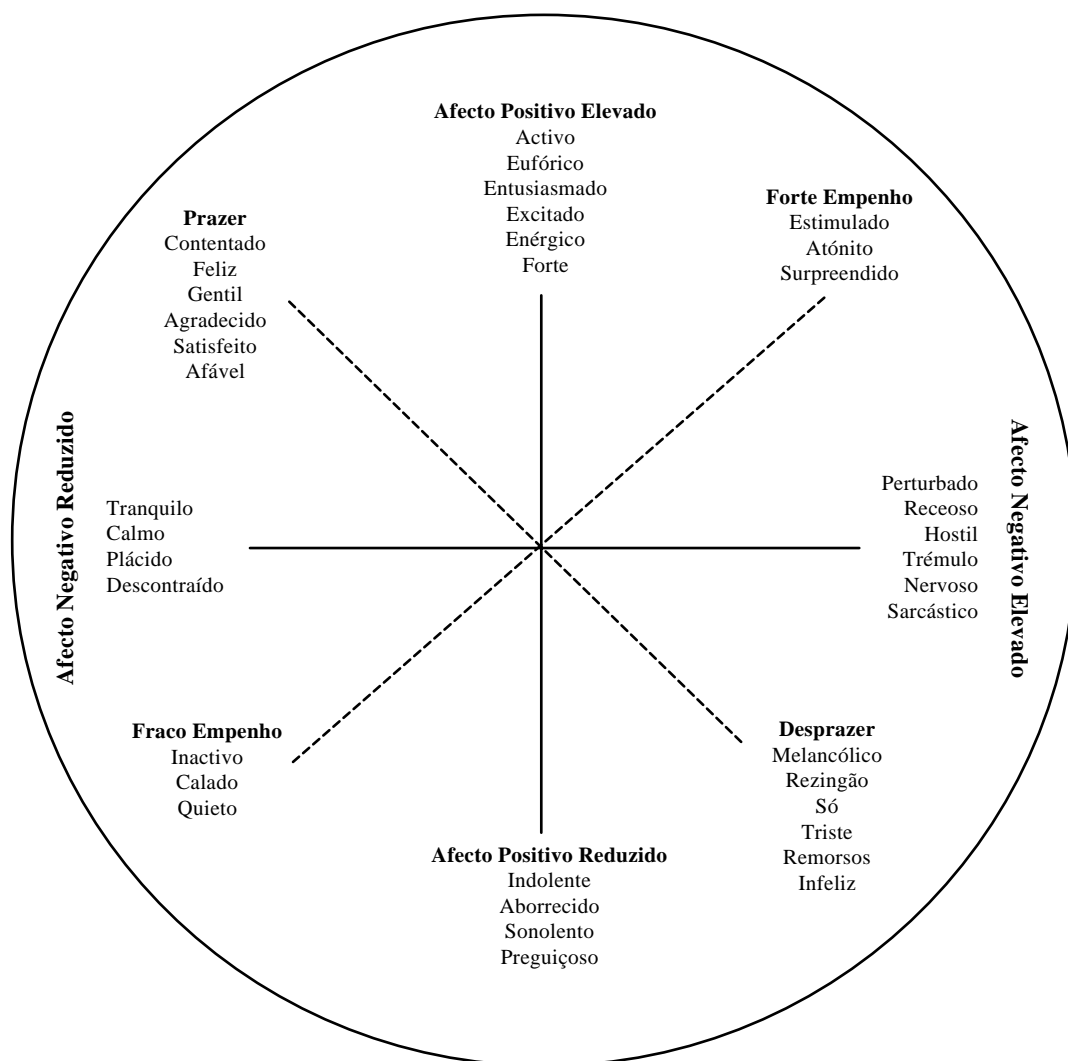 Afecto Positivo Elevado
Activo
Eufórico
Entusiasmado
Excitado
Enérgico
Forte
Forte Empenho
Estimulado
Atónito
Surpreendido
Prazer
Contentado
Feliz
Gentil
Agradecido
Satisfeito
Afável
Afecto Negativo Reduzido
Tranquilo
Calmo
Plácido
Descontraído
Perturbado
Receoso
Hostil
Trémulo
Nervoso
Sarcástico
Afecto Negativo Elevado
Fraco Empenho
Inactivo
Calado
Quieto
Desprazer
Melancólico
Rezingão
Só
Triste
Remorsos
Infeliz
Afecto Positivo Reduzido
Indolente
Aborrecido
Sonolento
Preguiçoso